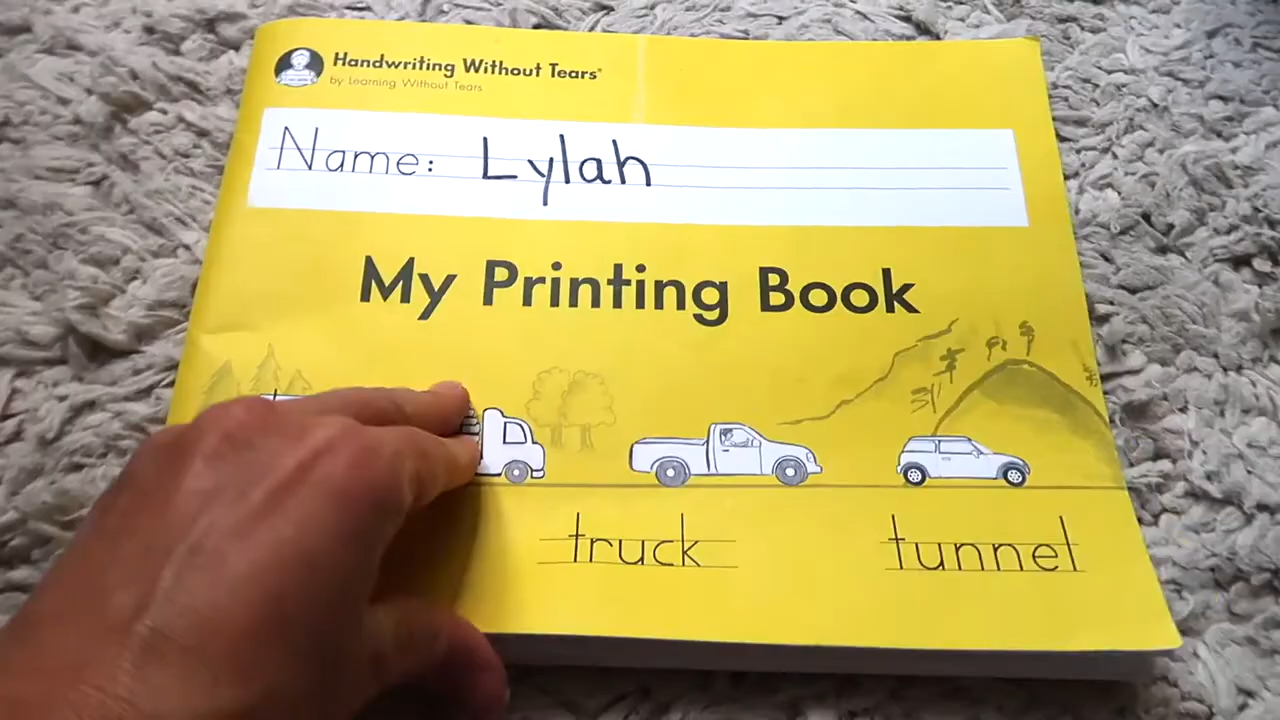 Handwriting Without Tears®
by Learning Without Tears
Name: Lylah
My Printing Book
truck tunnel